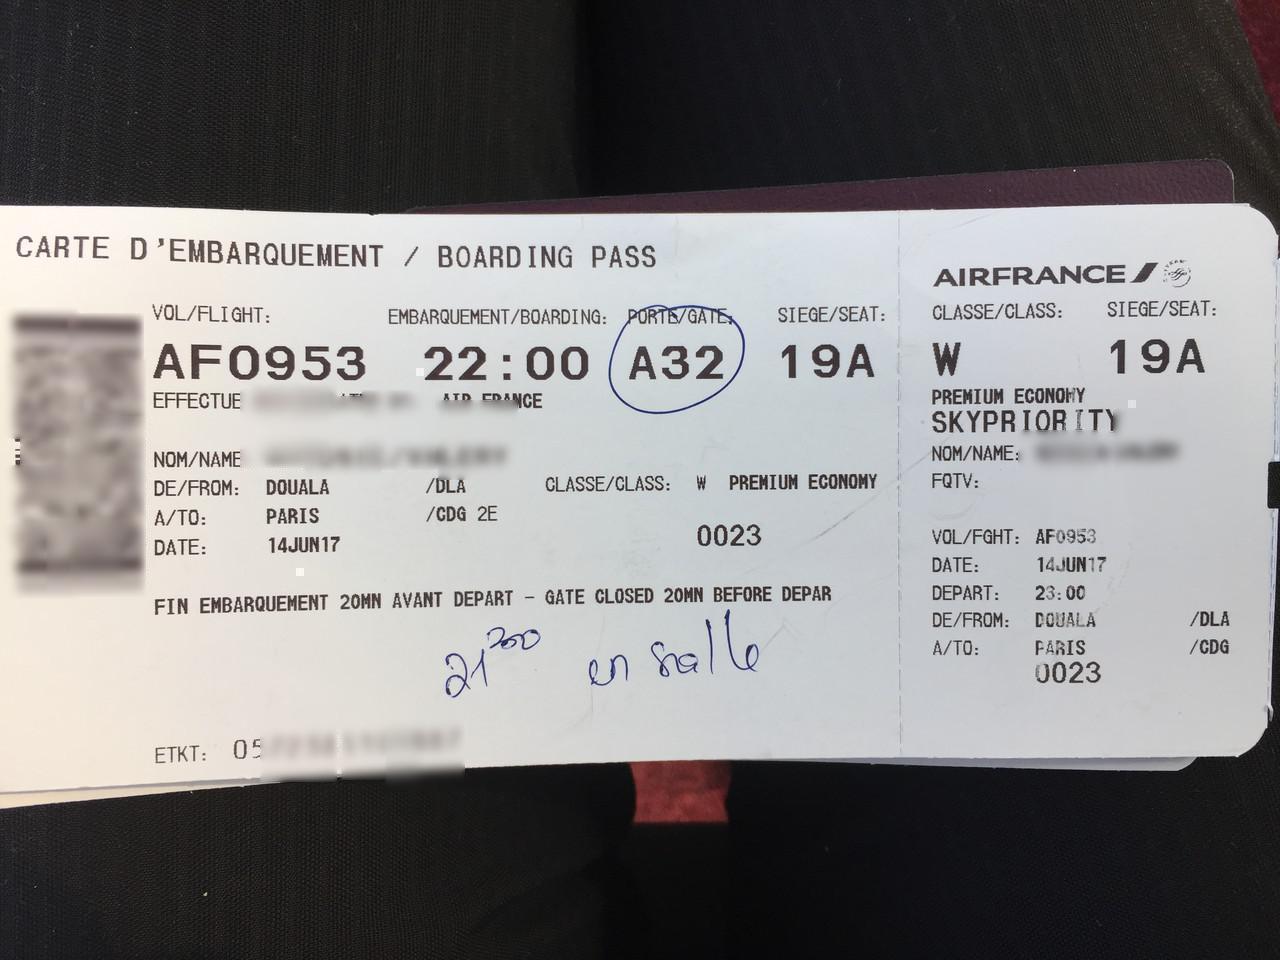 CARTE D'EMBARQUEMENT / BOARDING PASS
VOL/FLIGHT: EMBARQUEMENT/BOARDING: PORTE/GATE: SIEGE/SEAT:
AF0953 22:00 A32 19A
EFFECTUE AIR FRANCE
NOM/NAME
DE/FROM: DOUALA /DLA CLASSE/CLASS: W PREMIUM ECONOMY
A/TO: PARIS /CDG 2E
0023
DATE: 14JUN17
FIN EMBARQUEMENT 20MN AVANT DEPART - GATE CLOSED 20MN BEFORE DEPAR
en salle
ETKT:
AIRFRANCE
CLASSE/CLASS: SIEGE/SEAT:
W 19A
PREMIUM ECONOMY
SKYPRIORITY
NOM/NAME:
FQTV:
VOL/FGHT: AF0953
DATE: 14JUN17
DEPART: 23:00
DE/FROM: DOUALA /DLA
A/TO: PARIS /CDG
0023